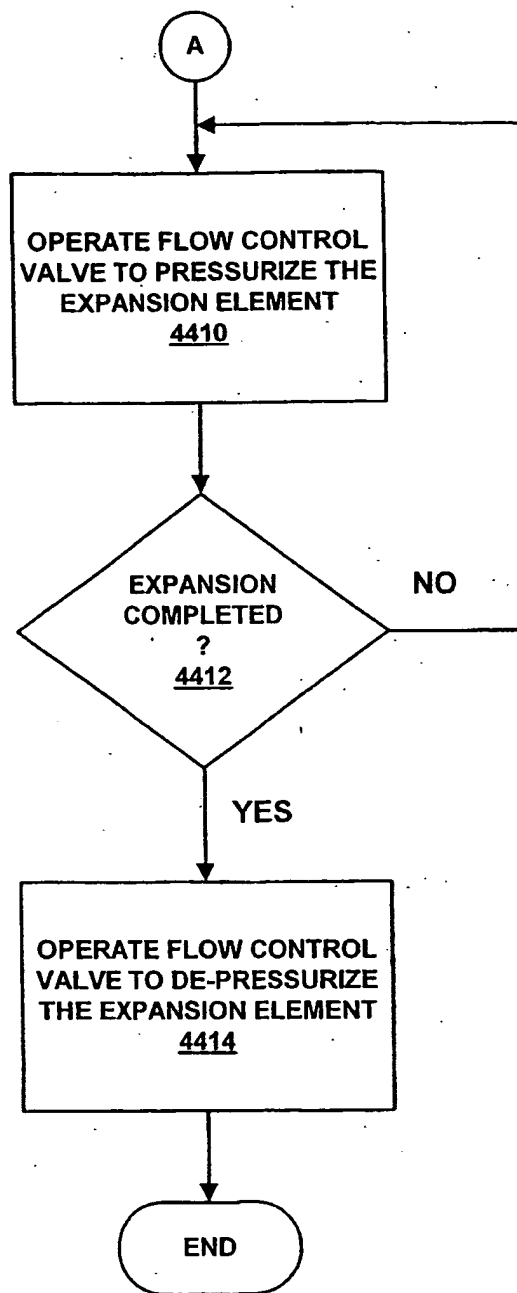 A
OPERATE FLOW CONTROL
VALVE TO PRESSURIZE THE
EXPANSION ELEMENT
4410
EXPANSION
COMPLETED
?
4412
NO
YES
OPERATE FLOW CONTROL
VALVE TO DE-PRESSURIZE
THE EXPANSION ELEMENT
4414
END